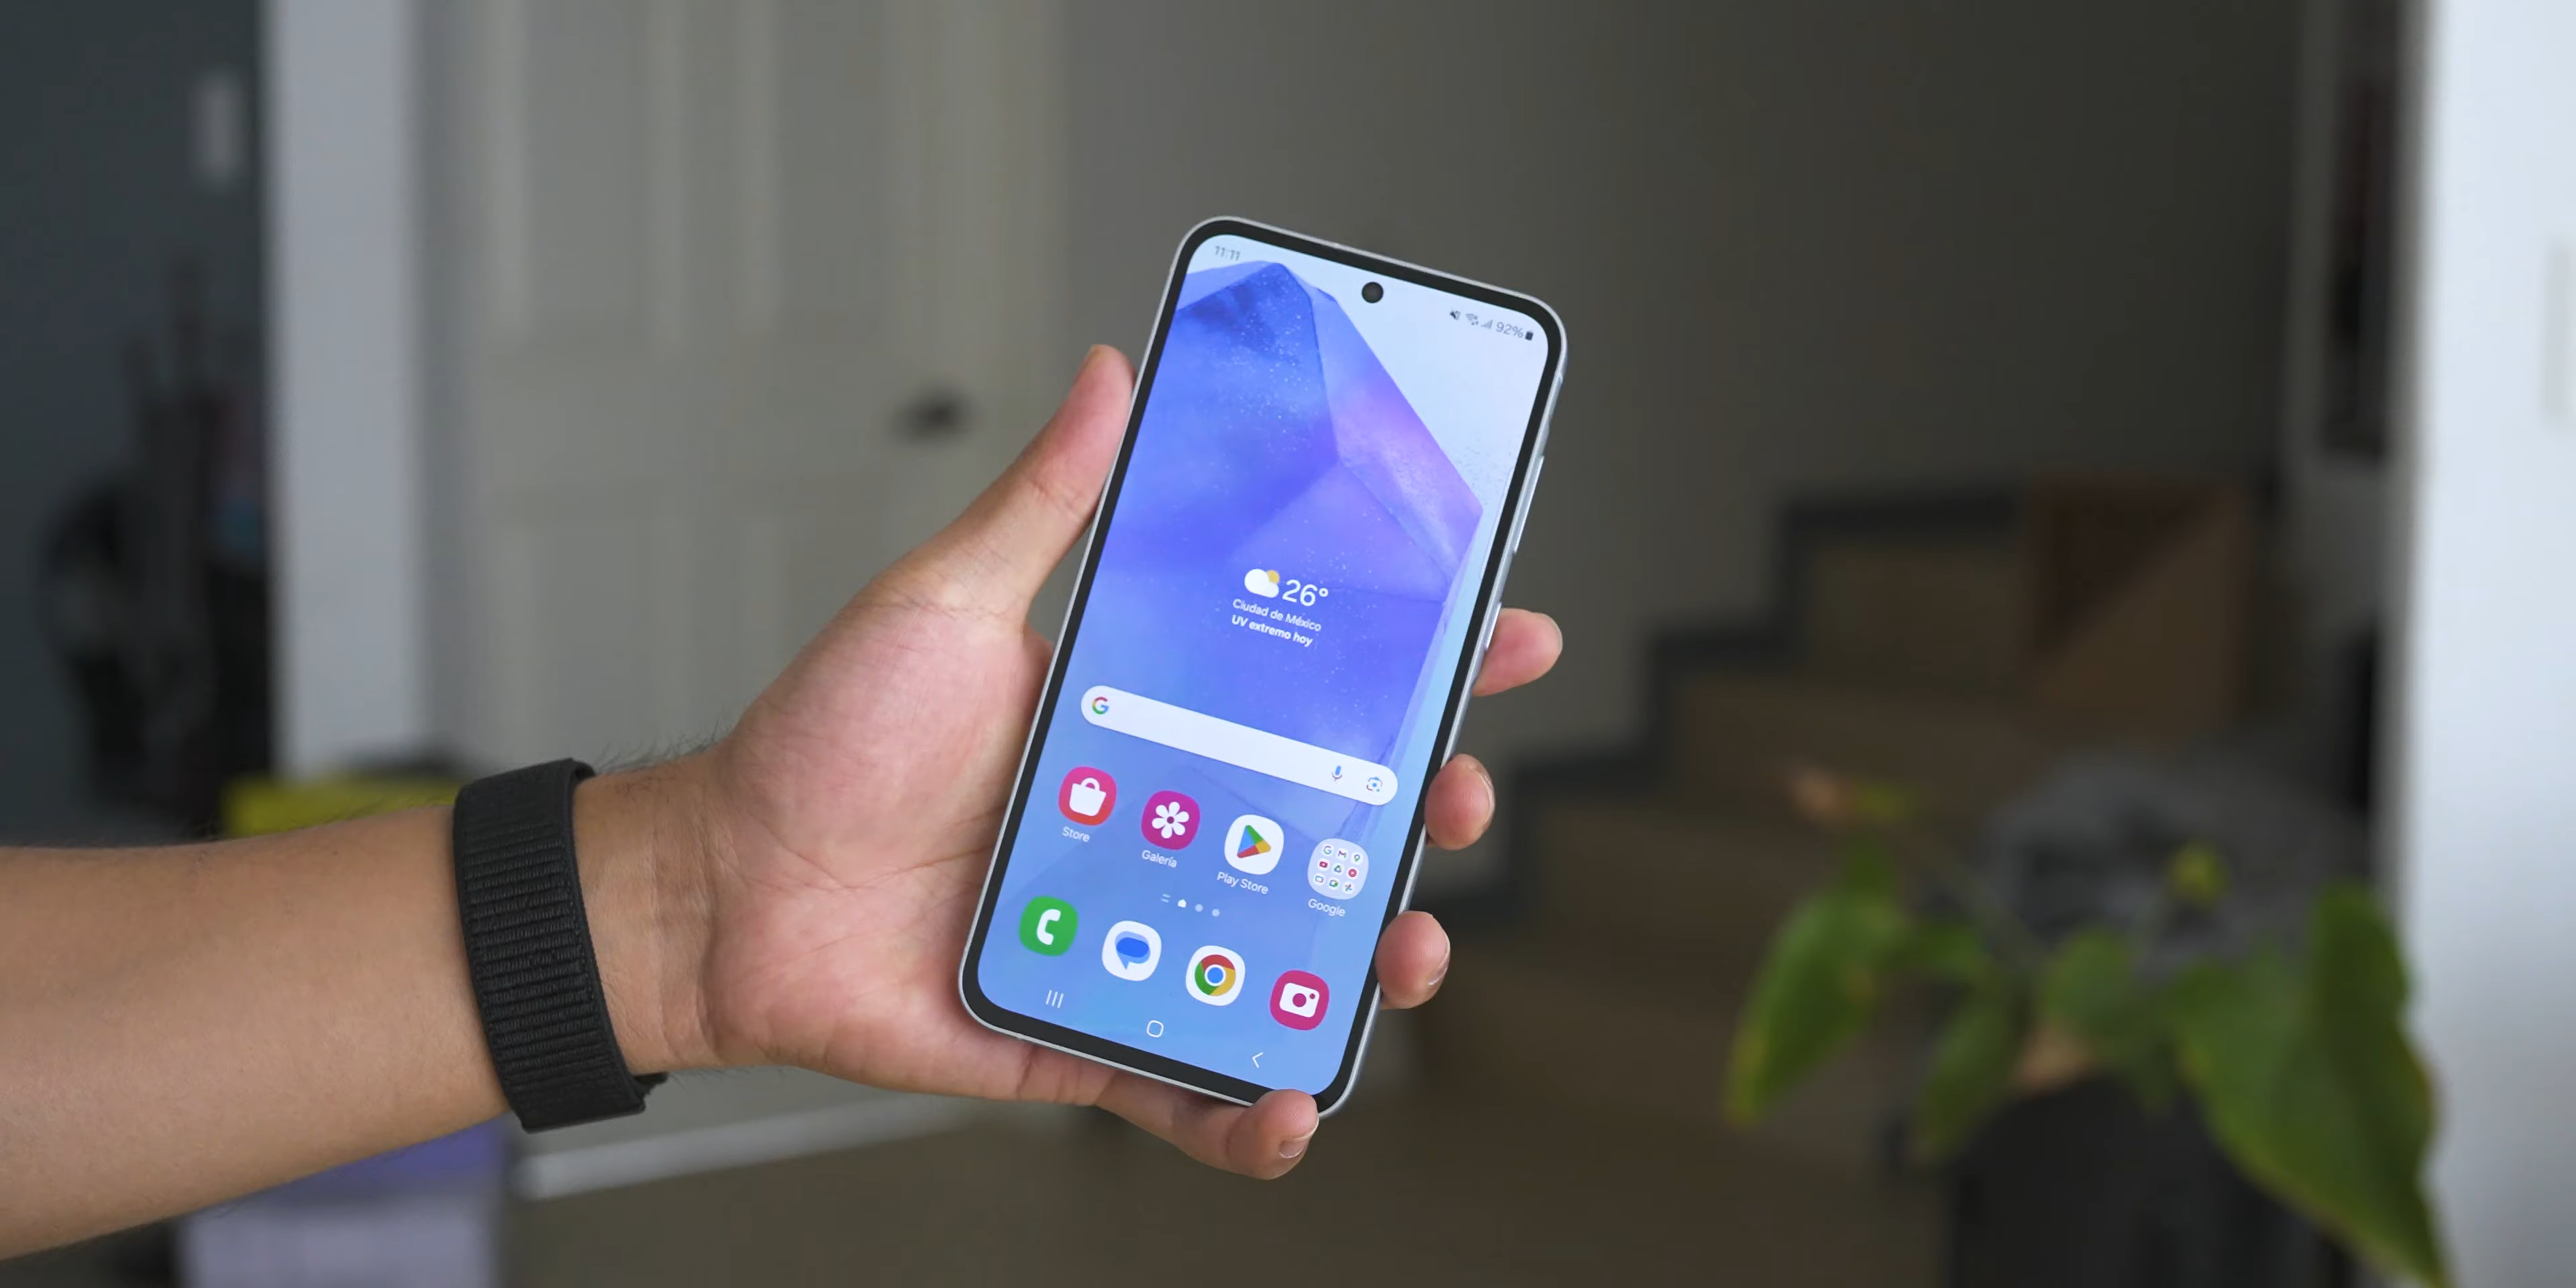 11:11
92%
26°
Ciudad de México
UV extremo hoy
G
Store
Galería
Play Store
Google